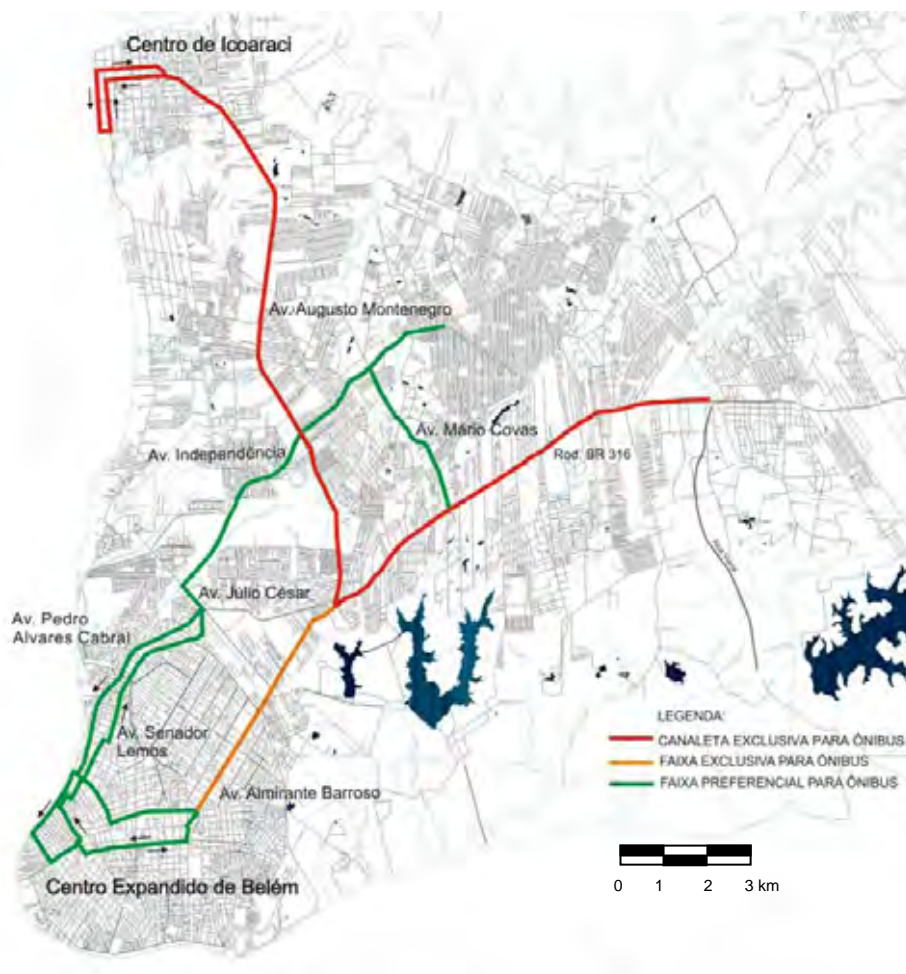 Centro de Icoaraci
Av. Augusto Montenegro
Av. Mário Covas
Av. Independência
Rod. BR 316
Av. Júlio César
Av. Pedro
Alvares Cabral
Av. Senador
Lemos
Av. Almirante Barroso
Centro Expandido de Belém
LEGENDA:
CANALETA EXCLUSIVA PARA ÔNIBUS
FAIXA EXCLUSIVA PARA ÔNIBUS
FAIXA PREFERENCIAL PARA ÔNIBUS
0 1 2 3 km